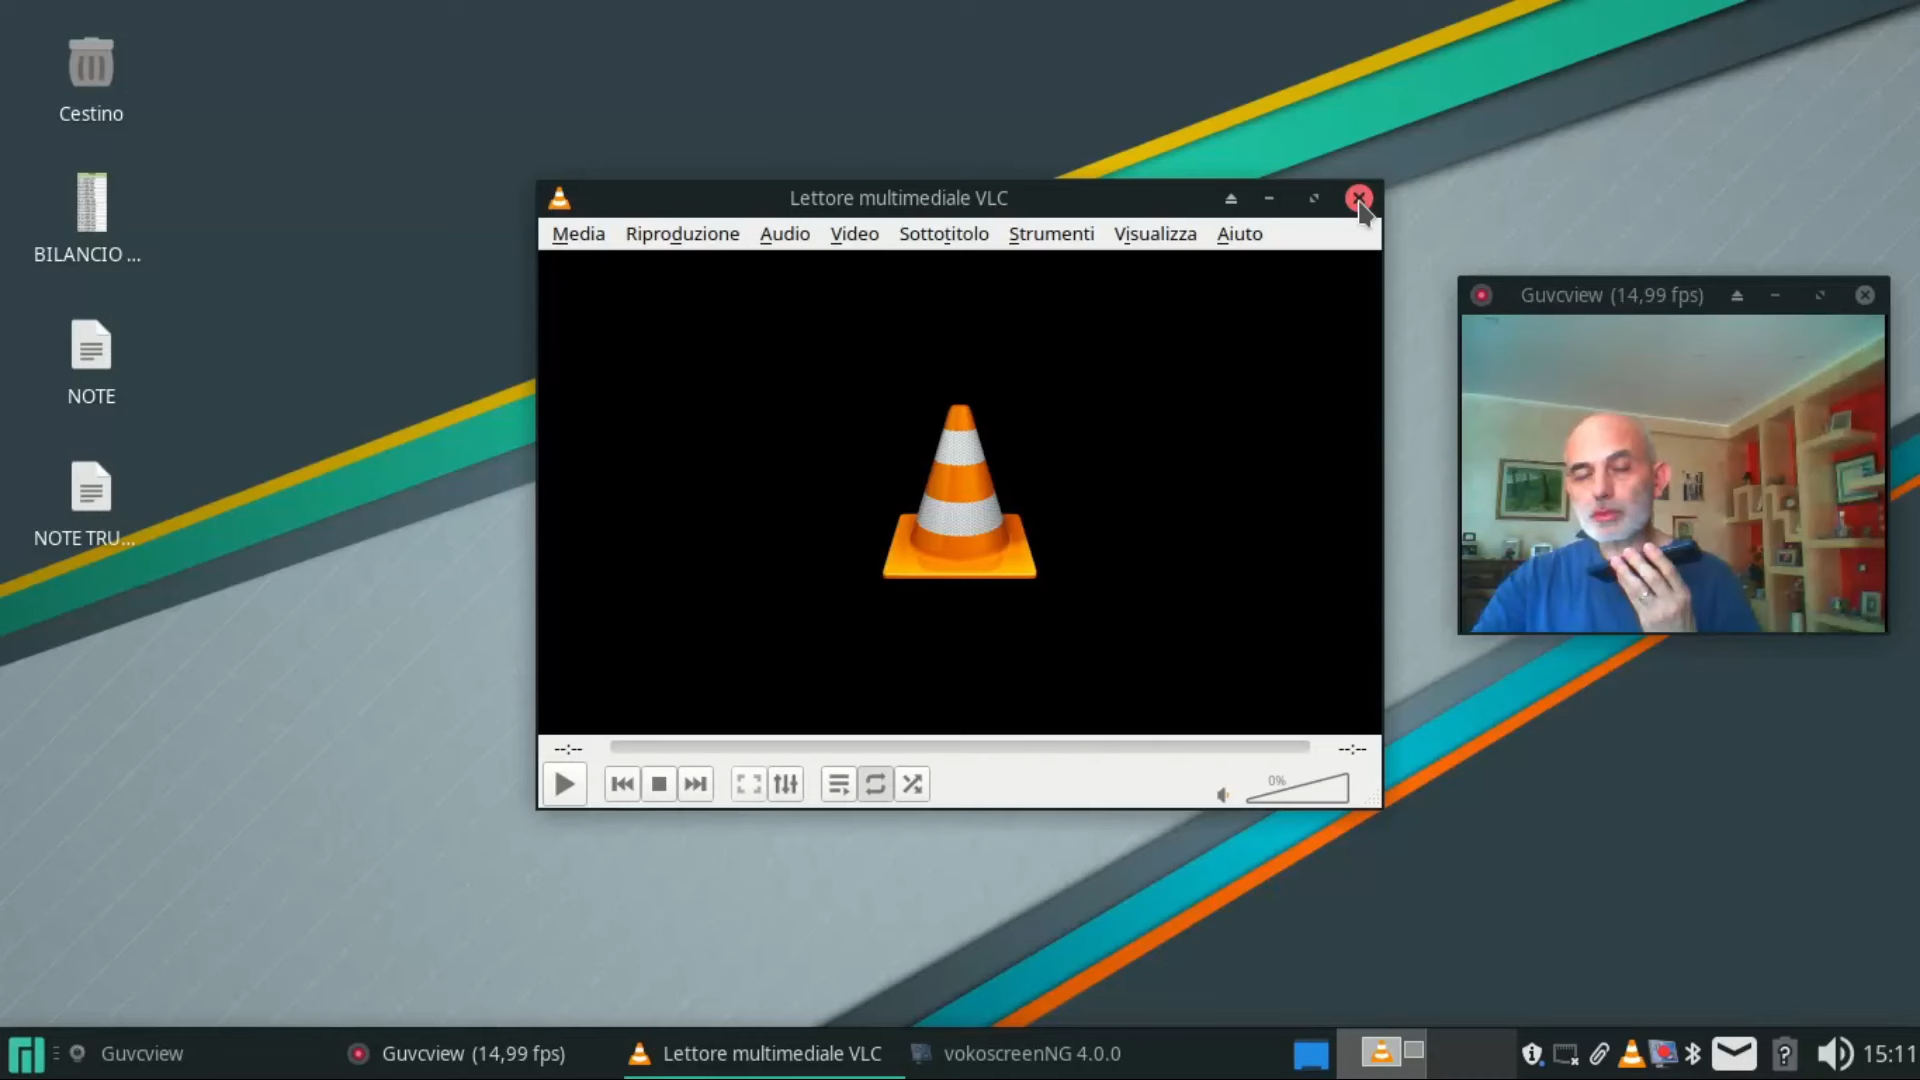 Cestino
BILANCIO ...
NOTE
NOTE TRU...
Lettore multimediale VLC
Media Riproduzione Audio Video Sottotitolo Strumenti Visualizza Aiuto
--:-- --:--
0%
Guvcview (14,99 fps)
Guvcview Guvcview (14,99 fps) Lettore multimediale VLC vokoscreenNG 4.0.0 15:11